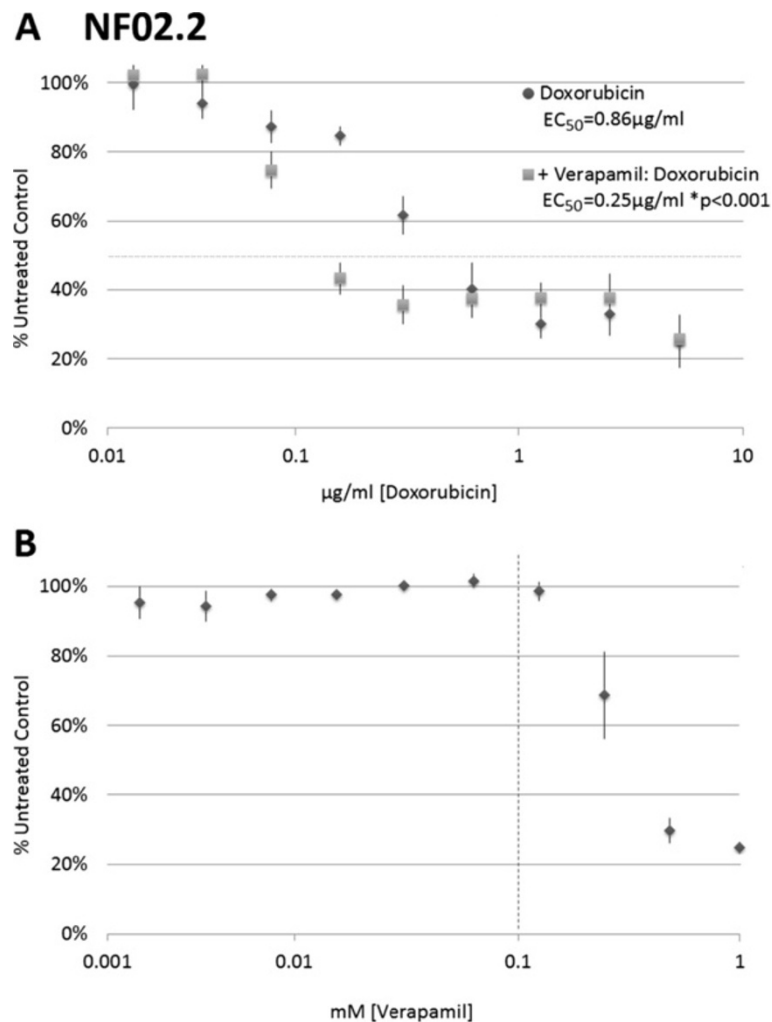 A NF02.2
100%
80%
60%
40%
20%
0%
% Untreated Control
Doxorubicin
EC₅₀=0.86µg/ml
+ Verapamil: Doxorubicin
EC₅₀=0.25µg/ml *p<0.001
0.01 0.1 1 10
µg/ml [Doxorubicin]
B
100%
80%
60%
40%
20%
0%
% Untreated Control
0.001 0.01 0.1 1
mM [Verapamil]